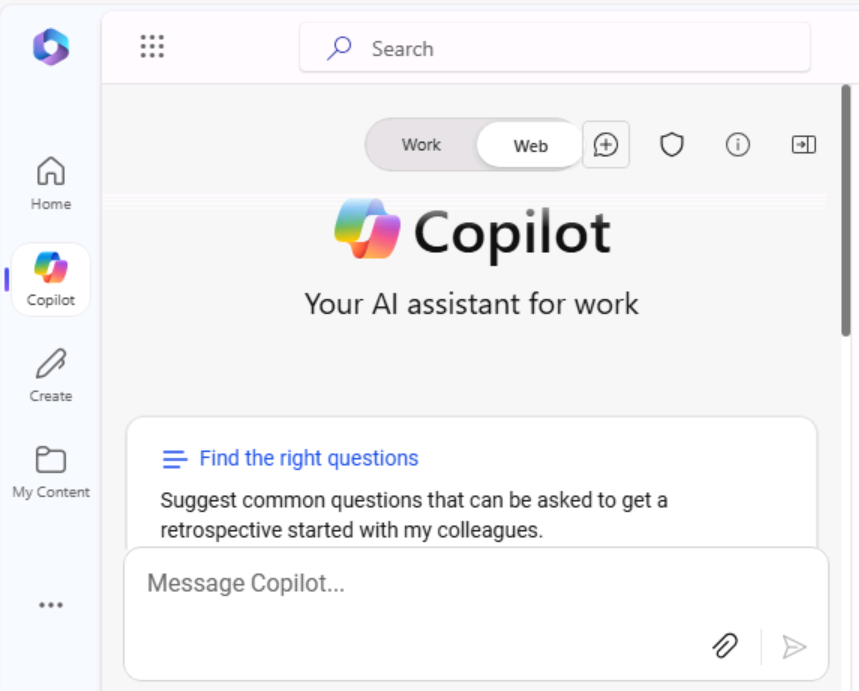 Search
Work
Web
Home
Copilot
Your AI assistant for work
Copilot
Create
My Content
Find the right questions
Suggest common questions that can be asked to get a
retrospective started with my colleagues.
Message Copilot...